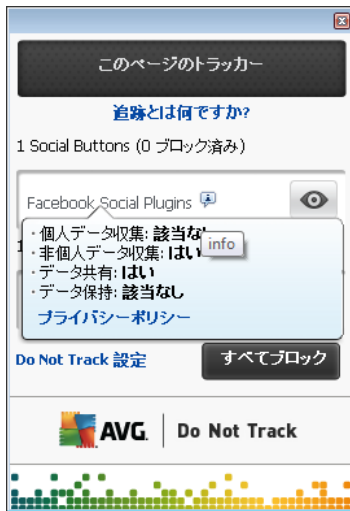 このページのトラッカー
追跡とは何ですか?
1 Social Buttons (0 ブロック済み)
Facebook Social Plugins
・個人データ収集: 該当なし
info
・非個人データ収集: はい
・データ共有: はい
・データ保持: 該当なし
プライバシーポリシー
1
Do Not Track 設定
すべてブロック
AVG. Do Not Track